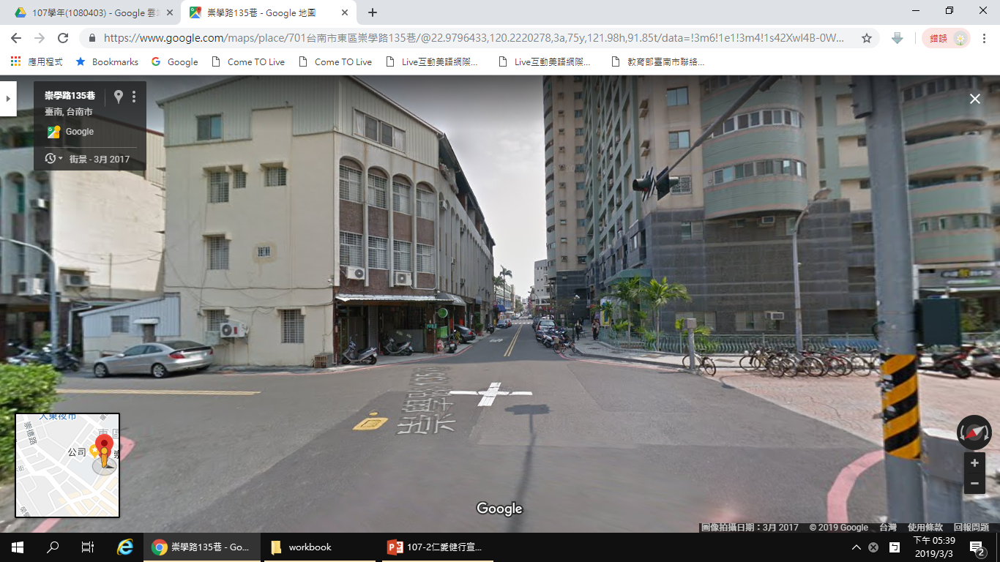 107學年(1080403) - Google 雲
崇學路135巷 - Google 地圖
https://www.google.com/maps/place/701台南市東區崇學路135巷/@22.9796433,120.2220278,3a,75y,121.98h,91.85t/data=!3m6!1e1!3m4!1s42XwI4B-0W...
錯誤
應用程式
Bookmarks
Google
Come TO Live
Come TO Live
Live互動美語網際...
Live互動美語網際...
教育部臺南市聯絡...
崇學路135巷
臺南, 台南市
Google
街景 - 3月 2017
崇學路135
大東夜市
崇德路
東區
公司
崇
街
Google
圖像拍攝日期：3月 2017
© 2019 Google
台灣
使用條款
回報問題
崇學路135巷 - Go...
workbook
107-2仁愛健行宣...
下午 05:39
2019/3/3
2